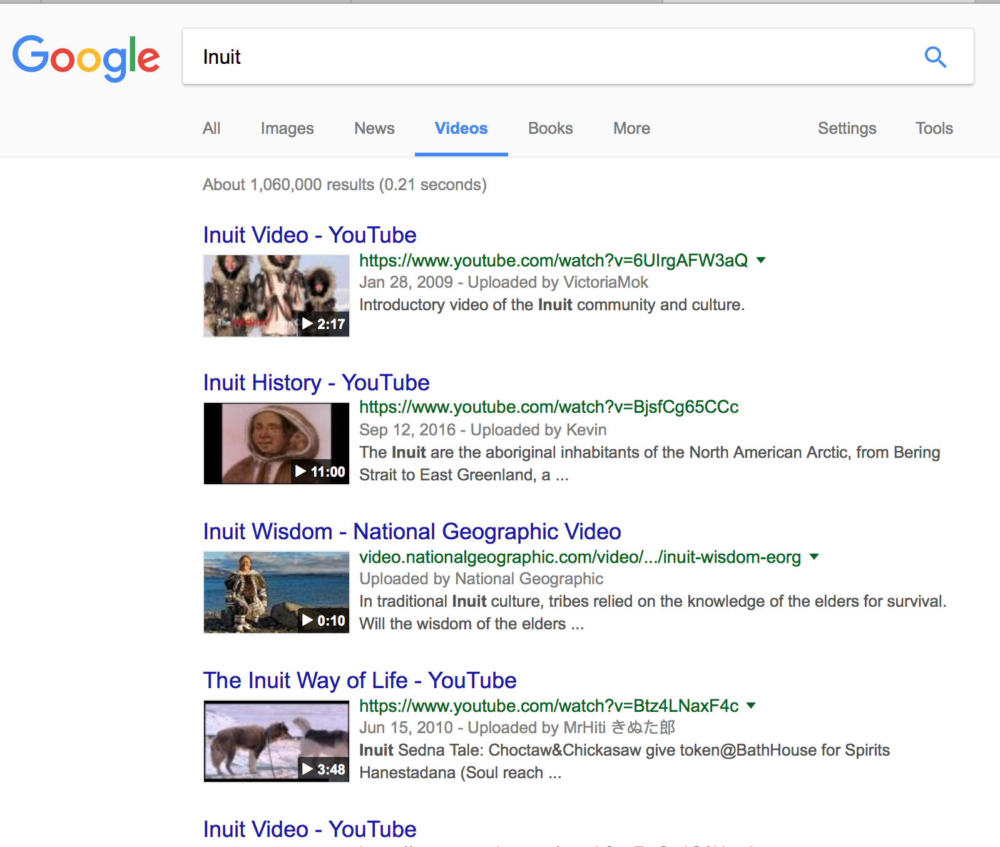 Google
Inuit
All Images News Videos Books More Settings Tools
About 1,060,000 results (0.21 seconds)
Inuit Video - YouTube
https://www.youtube.com/watch?v=6UIrgAFW3aQ
Jan 28, 2009 - Uploaded by VictoriaMok
Introductory video of the Inuit community and culture.
The
2:17
Inuit History - YouTube
https://www.youtube.com/watch?v=BjsfCg65CCc
Sep 12, 2016 - Uploaded by Kevin
The Inuit are the aboriginal inhabitants of the North American Arctic, from Bering
Strait to East Greenland, a ...
11:00
Inuit Wisdom - National Geographic Video
video.nationalgeographic.com/video/.../inuit-wisdom-eorg
Uploaded by National Geographic
In traditional Inuit culture, tribes relied on the knowledge of the elders for survival.
Will the wisdom of the elders ...
0:10
The Inuit Way of Life - YouTube
https://www.youtube.com/watch?v=Btz4LNaxF4c
Jun 15, 2010 - Uploaded by MrHiti きぬた郎
Inuit Sedna Tale: Choctaw&Chickasaw give token@BathHouse for Spirits
Hanestadana (Soul reach ...
3:48
Inuit Video - YouTube